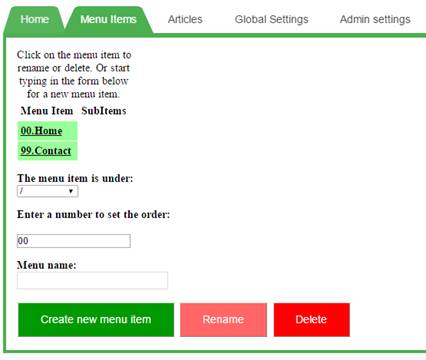 Home Menu Items Articles Global Settings Admin settings
Click on the menu item to
rename or delete. Or start
typing in the form below
for a new menu item.
Menu Item SubItems
00.Home
99.Contact
The menu item is under:
/
Enter a number to set the order:
00
Menu name:
Create new menu item Rename Delete